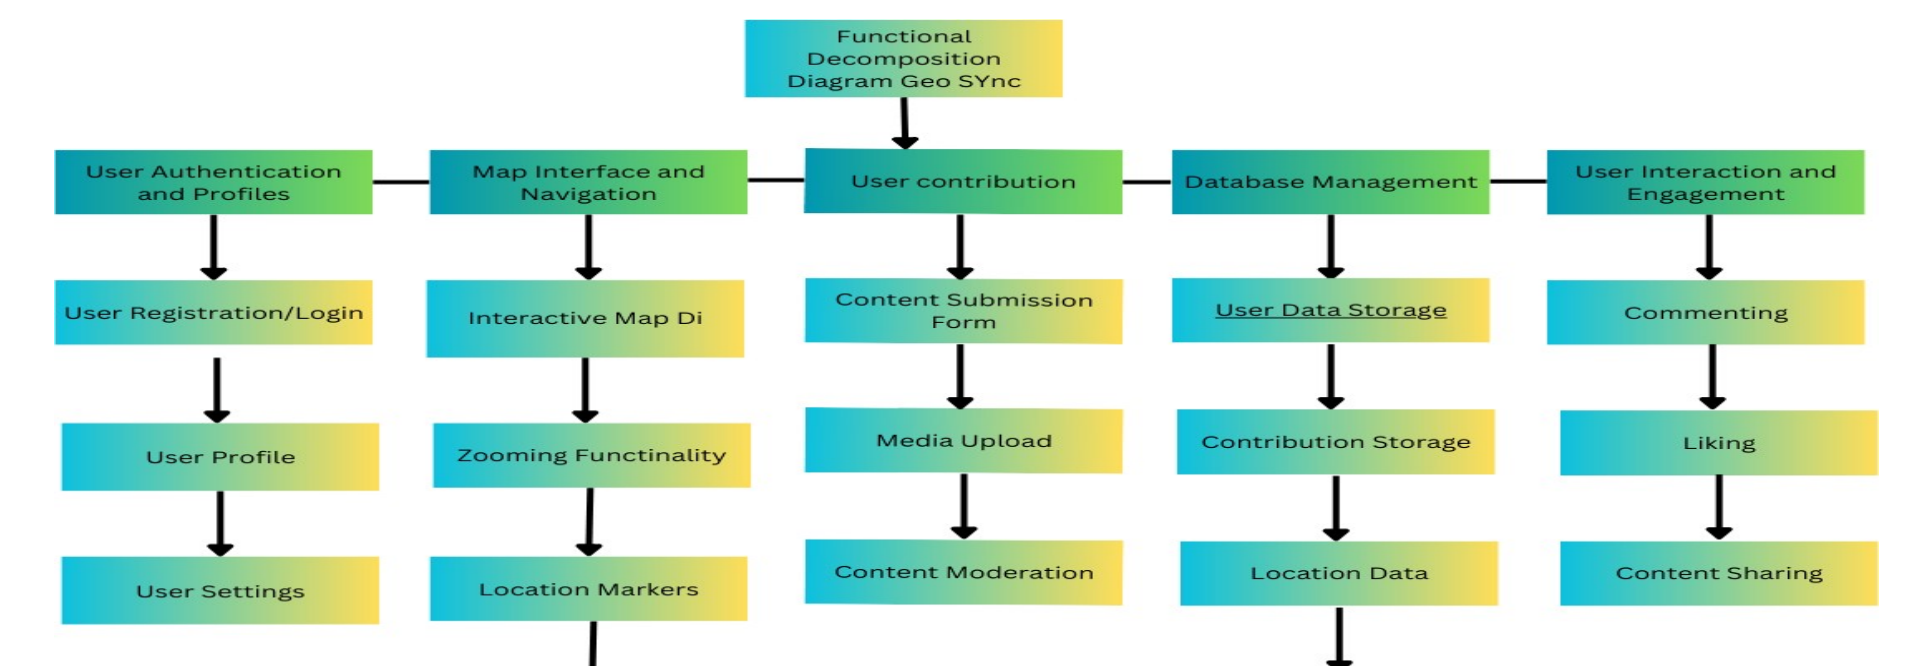 Functional
Decomposition
Diagram Geo SYnc
User Authentication
and Profiles
Map Interface and
Navigation
User contribution
Database Management
User Interaction and
Engagement
User Registration/Login
Interactive Map Di
Content Submission
Form
User Data Storage
Commenting
User Profile
Zooming Functinality
Media Upload
Contribution Storage
Liking
User Settings
Location Markers
Content Moderation
Location Data
Content Sharing